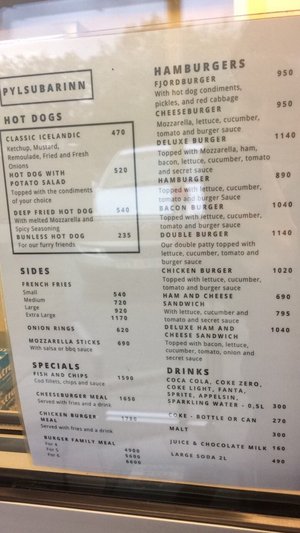 PYLSUBARINN
HOT DOGS
CLASSIC ICELANDIC 470
Ketchup, Mustard,
Remoulade, Fried and Fresh
Onions
HOT DOG WITH 520
POTATO SALAD
Topped with the condiments
of your choice
DEEP FRIED HOT DOG 540
With melted Mozzarella and
Spicy Seasoning
BUNLESS HOT DOG 235
For our furry friends
SIDES
FRENCH FRIES
Small 540
Medium 720
Large 920
Extra Large 1170
ONION RINGS 620
MOZZARELLA STICKS 690
With salsa or bbq sauce
SPECIALS
FISH AND CHIPS 1590
Cod fillets, chips and sauce
CHEESEBURGER MEAL 1650
Served with fries and a drink
CHICKEN BURGER 1750
MEAL
Served with fries and a drink
BURGER FAMILY MEAL
For 4 4900
For 5 5600
For 6 6600
HAMBURGERS
FJORDBURGER 950
With hot dog condiments,
pickles, and red cabbage
CHEESEBURGER 950
Mozzarella, lettuce, cucumber,
tomato and burger sauce
DELUXE BURGER 1140
Topped with Mozzarella, ham,
bacon, lettuce, cucumber, tomato
and secret sauce
HAMBURGER 890
Topped with lettuce, cucumber,
tomato and burger Sauce
BACON BURGER 1040
Topped with lettuce, cucumber,
tomato and burger sauce
DOUBLE BURGER 1140
Our double patty topped with
lettuce, cucumber, tomato and
burger sauce
CHICKEN BURGER 1020
Topped with lettuce, cucumber,
tomato and burger sauce
HAM AND CHEESE 690
SANDWICH
With lettuce, cucumber and 795
tomato and secret sauce
DELUXE HAM AND 1040
CHEESE SANDWICH
Topped with bacon, lettuce,
cucumber, tomato, onion and
secret sauce
DRINKS
COCA COLA, COKE ZERO,
COKE LIGHT, FANTA,
SPRITE, APPELSIN,
SPARKLING WATER - 0,5L 300
COKE - BOTTLE OR CAN 270
MALT 300
JUICE & CHOCOLATE MILK 160
LARGE SODA 2L 490